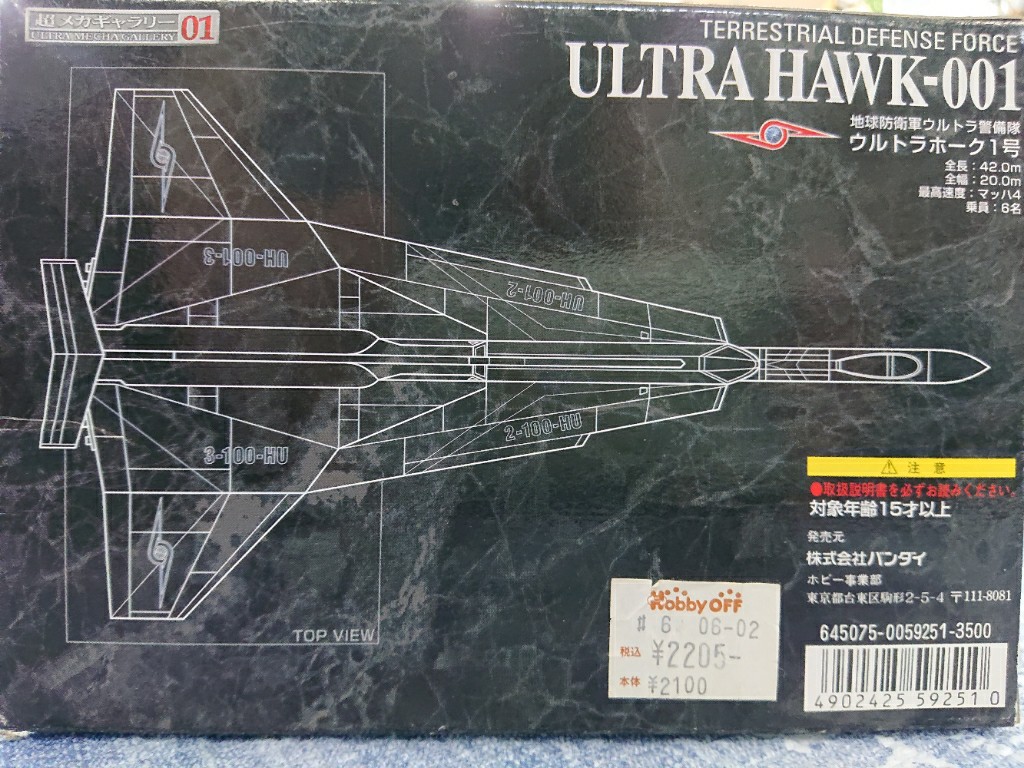 超メカギャラリー 01
ULTRA MECHA GALLERY
TERRESTRIAL DEFENSE FORCE
ULTRA HAWK-001
地球防衛軍ウルトラ警備隊
ウルトラホーク1号
全長：42.0m
全幅：20.0m
最高速度：マッハ4
乗員：6名
UH-001-3
UH-001-2
2-100-HU
3-100-HU
TOP VIEW
⚠ 注意
●取扱説明書を必ずお読みください。
対象年齢15才以上
発売元
株式会社バンダイ
ホビー事業部
東京都台東区駒形2-5-4 〒111-8081
645075-0059251-3500
4902425 592510
Hobby OFF
# 6 06-02
税込 ¥2205-
本体 ¥2100